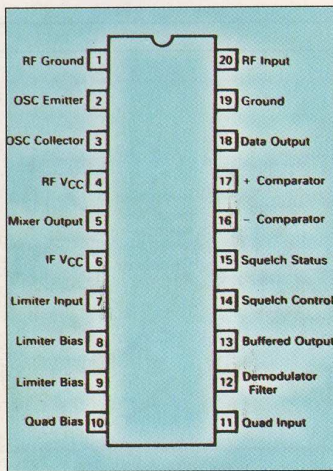 RF Ground 1
OSC Emitter 2
OSC Collector 3
RF VCC 4
Mixer Output 5
IF VCC 6
Limiter Input 7
Limiter Bias 8
Limiter Bias 9
Quad Bias 10
20 RF Input
19 Ground
18 Data Output
17 + Comparator
16 − Comparator
15 Squelch Status
14 Squelch Control
13 Buffered Output
12 Demodulator
Filter
11 Quad Input